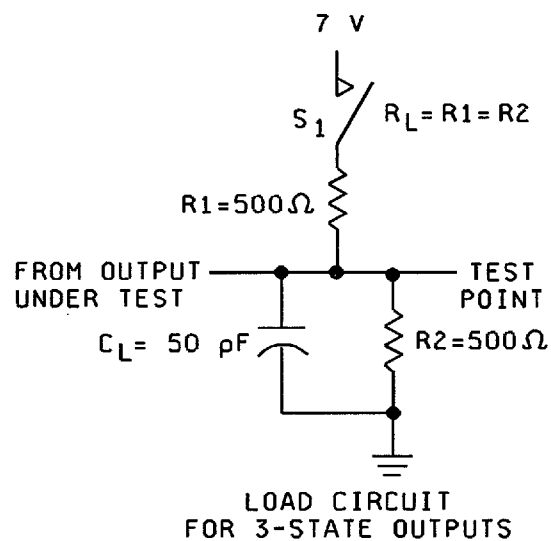 7 V
S1
RL=R1=R2
R1=500Ω
FROM OUTPUT
UNDER TEST
TEST
POINT
CL= 50 pF
R2=500Ω
LOAD CIRCUIT
FOR 3-STATE OUTPUTS